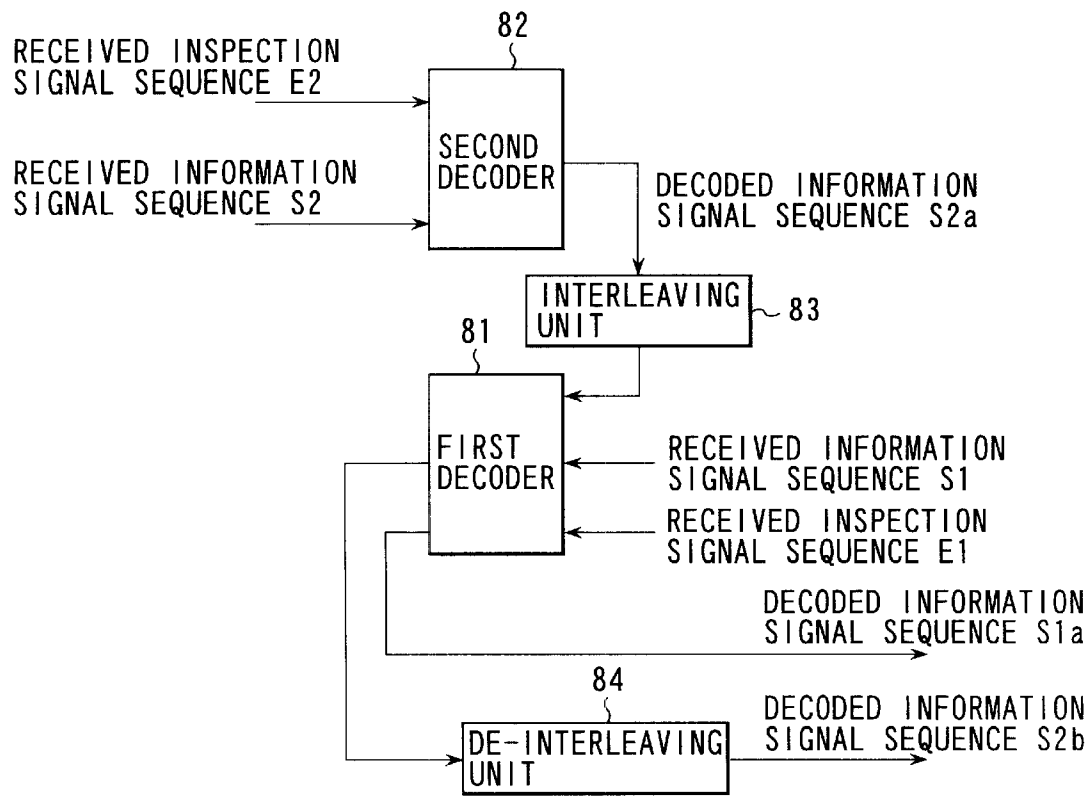 82
RECEIVED INSPECTION
SIGNAL SEQUENCE E2
SECOND
DECODER
RECEIVED INFORMATION
SIGNAL SEQUENCE S2
DECODED INFORMATION
SIGNAL SEQUENCE S2a
INTERLEAVING
UNIT
83
81
FIRST
DECODER
RECEIVED INFORMATION
SIGNAL SEQUENCE S1
RECEIVED INSPECTION
SIGNAL SEQUENCE E1
DECODED INFORMATION
SIGNAL SEQUENCE S1a
84
DE-INTERLEAVING
UNIT
DECODED INFORMATION
SIGNAL SEQUENCE S2b